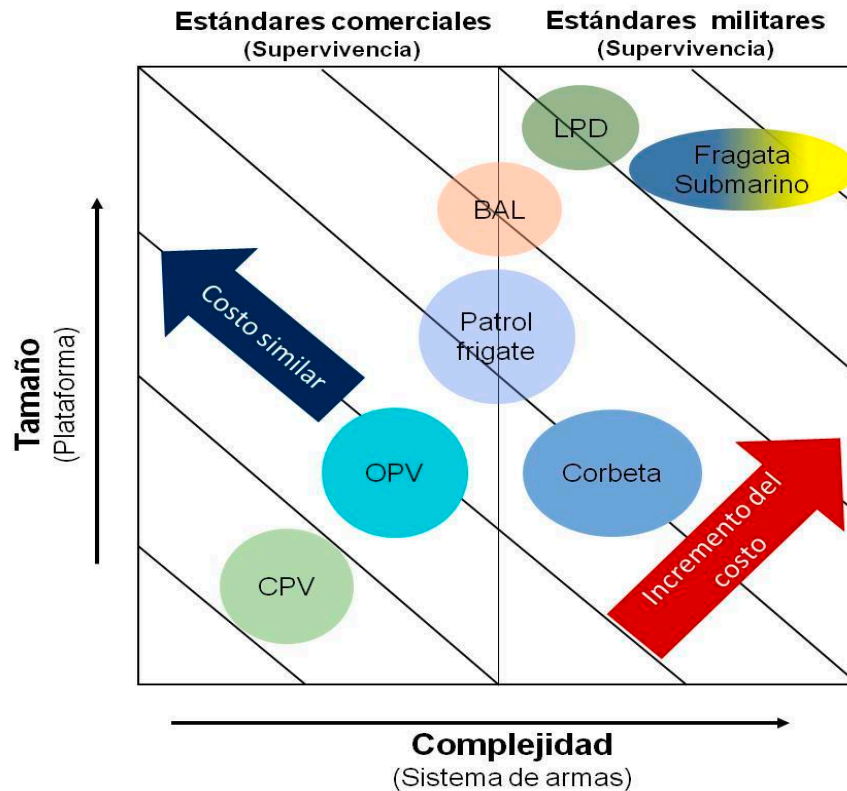 Estándares comerciales
(Supervivencia)
Estándares militares
(Supervivencia)
LPD
Fragata
Submarino
BAL
Patrol
frigate
Costo similar
OPV
Corbeta
CPV
Incremento del
costo
Tamaño
(Plataforma)
Complejidad
(Sistema de armas)